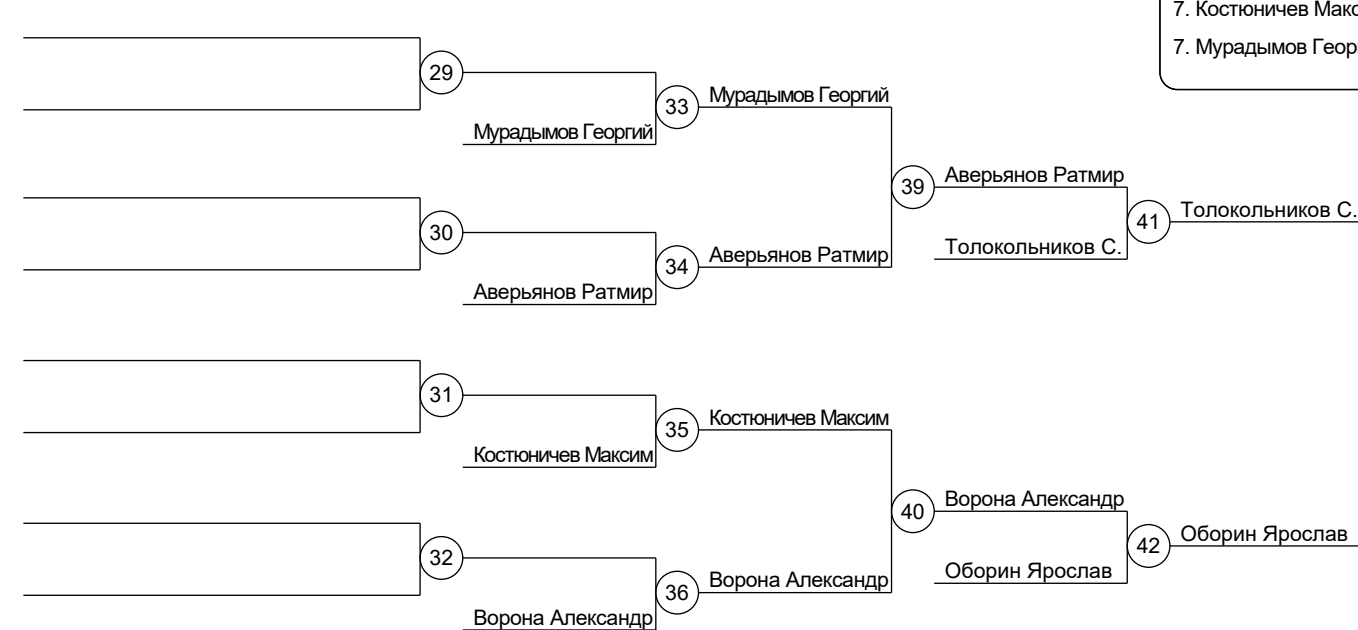 7. Костюничев
7. Мурадымов
29
33
Мурадымов Георгий
Мурадымов Георгий
39
Аверьянов Ратмир
41
Толокольников С.
30
34
Аверьянов Ратмир
Толокольников С.
Аверьянов Ратмир
31
35
Костюничев Максим
Костюничев Максим
40
Ворона Александр
42
Оборин Ярослав
32
36
Ворона Александр
Оборин Ярослав
Ворона Александр